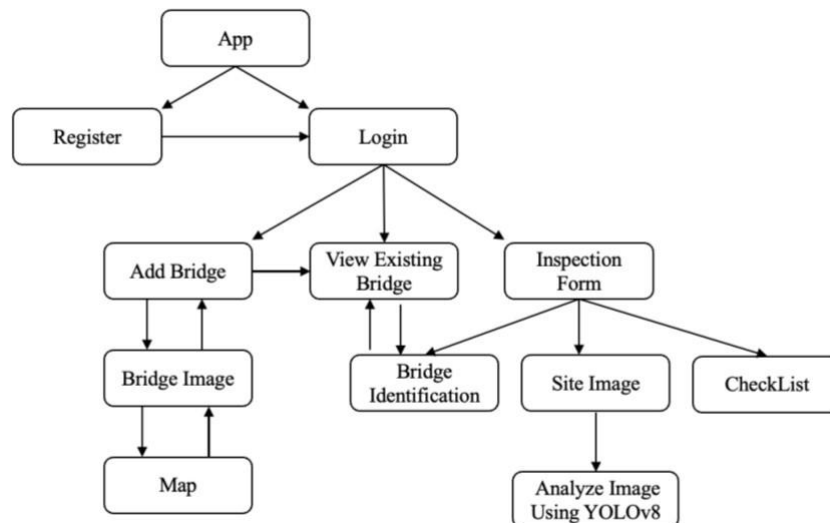 App
Register
Login
Add Bridge
View Existing
Bridge
Inspection
Form
Bridge Image
Bridge
Identification
Site Image
CheckList
Map
Analyze Image
Using YOLOv8